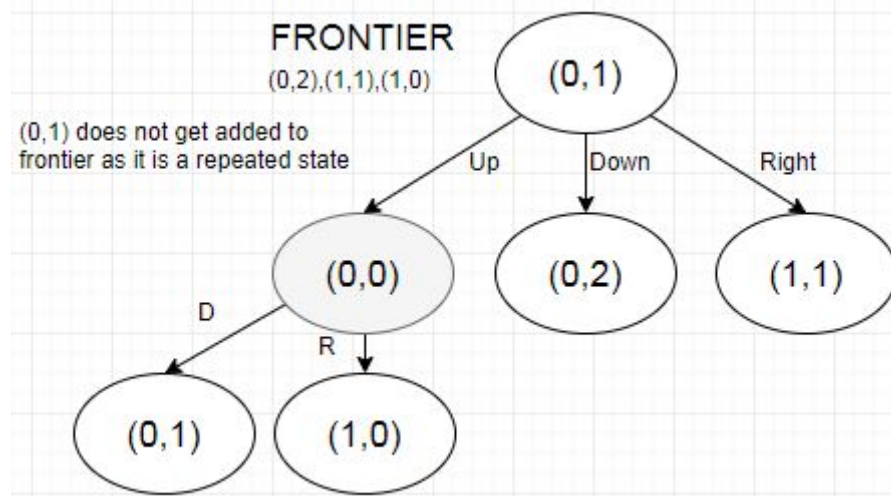 FRONTIER
(0,2),(1,1),(1,0)
(0,1)
(0,1) does not get added to
frontier as it is a repeated state
Up
Down
Right
(0,0)
(0,2)
(1,1)
D
R
(0,1)
(1,0)